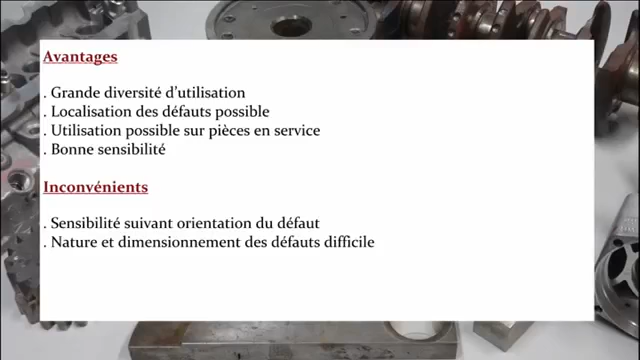 Avantages
. Grande diversité d'utilisation
. Localisation des défauts possible
. Utilisation possible sur pièces en service
. Bonne sensibilité
Inconvénients
. Sensibilité suivant orientation du défaut
. Nature et dimensionnement des défauts difficile